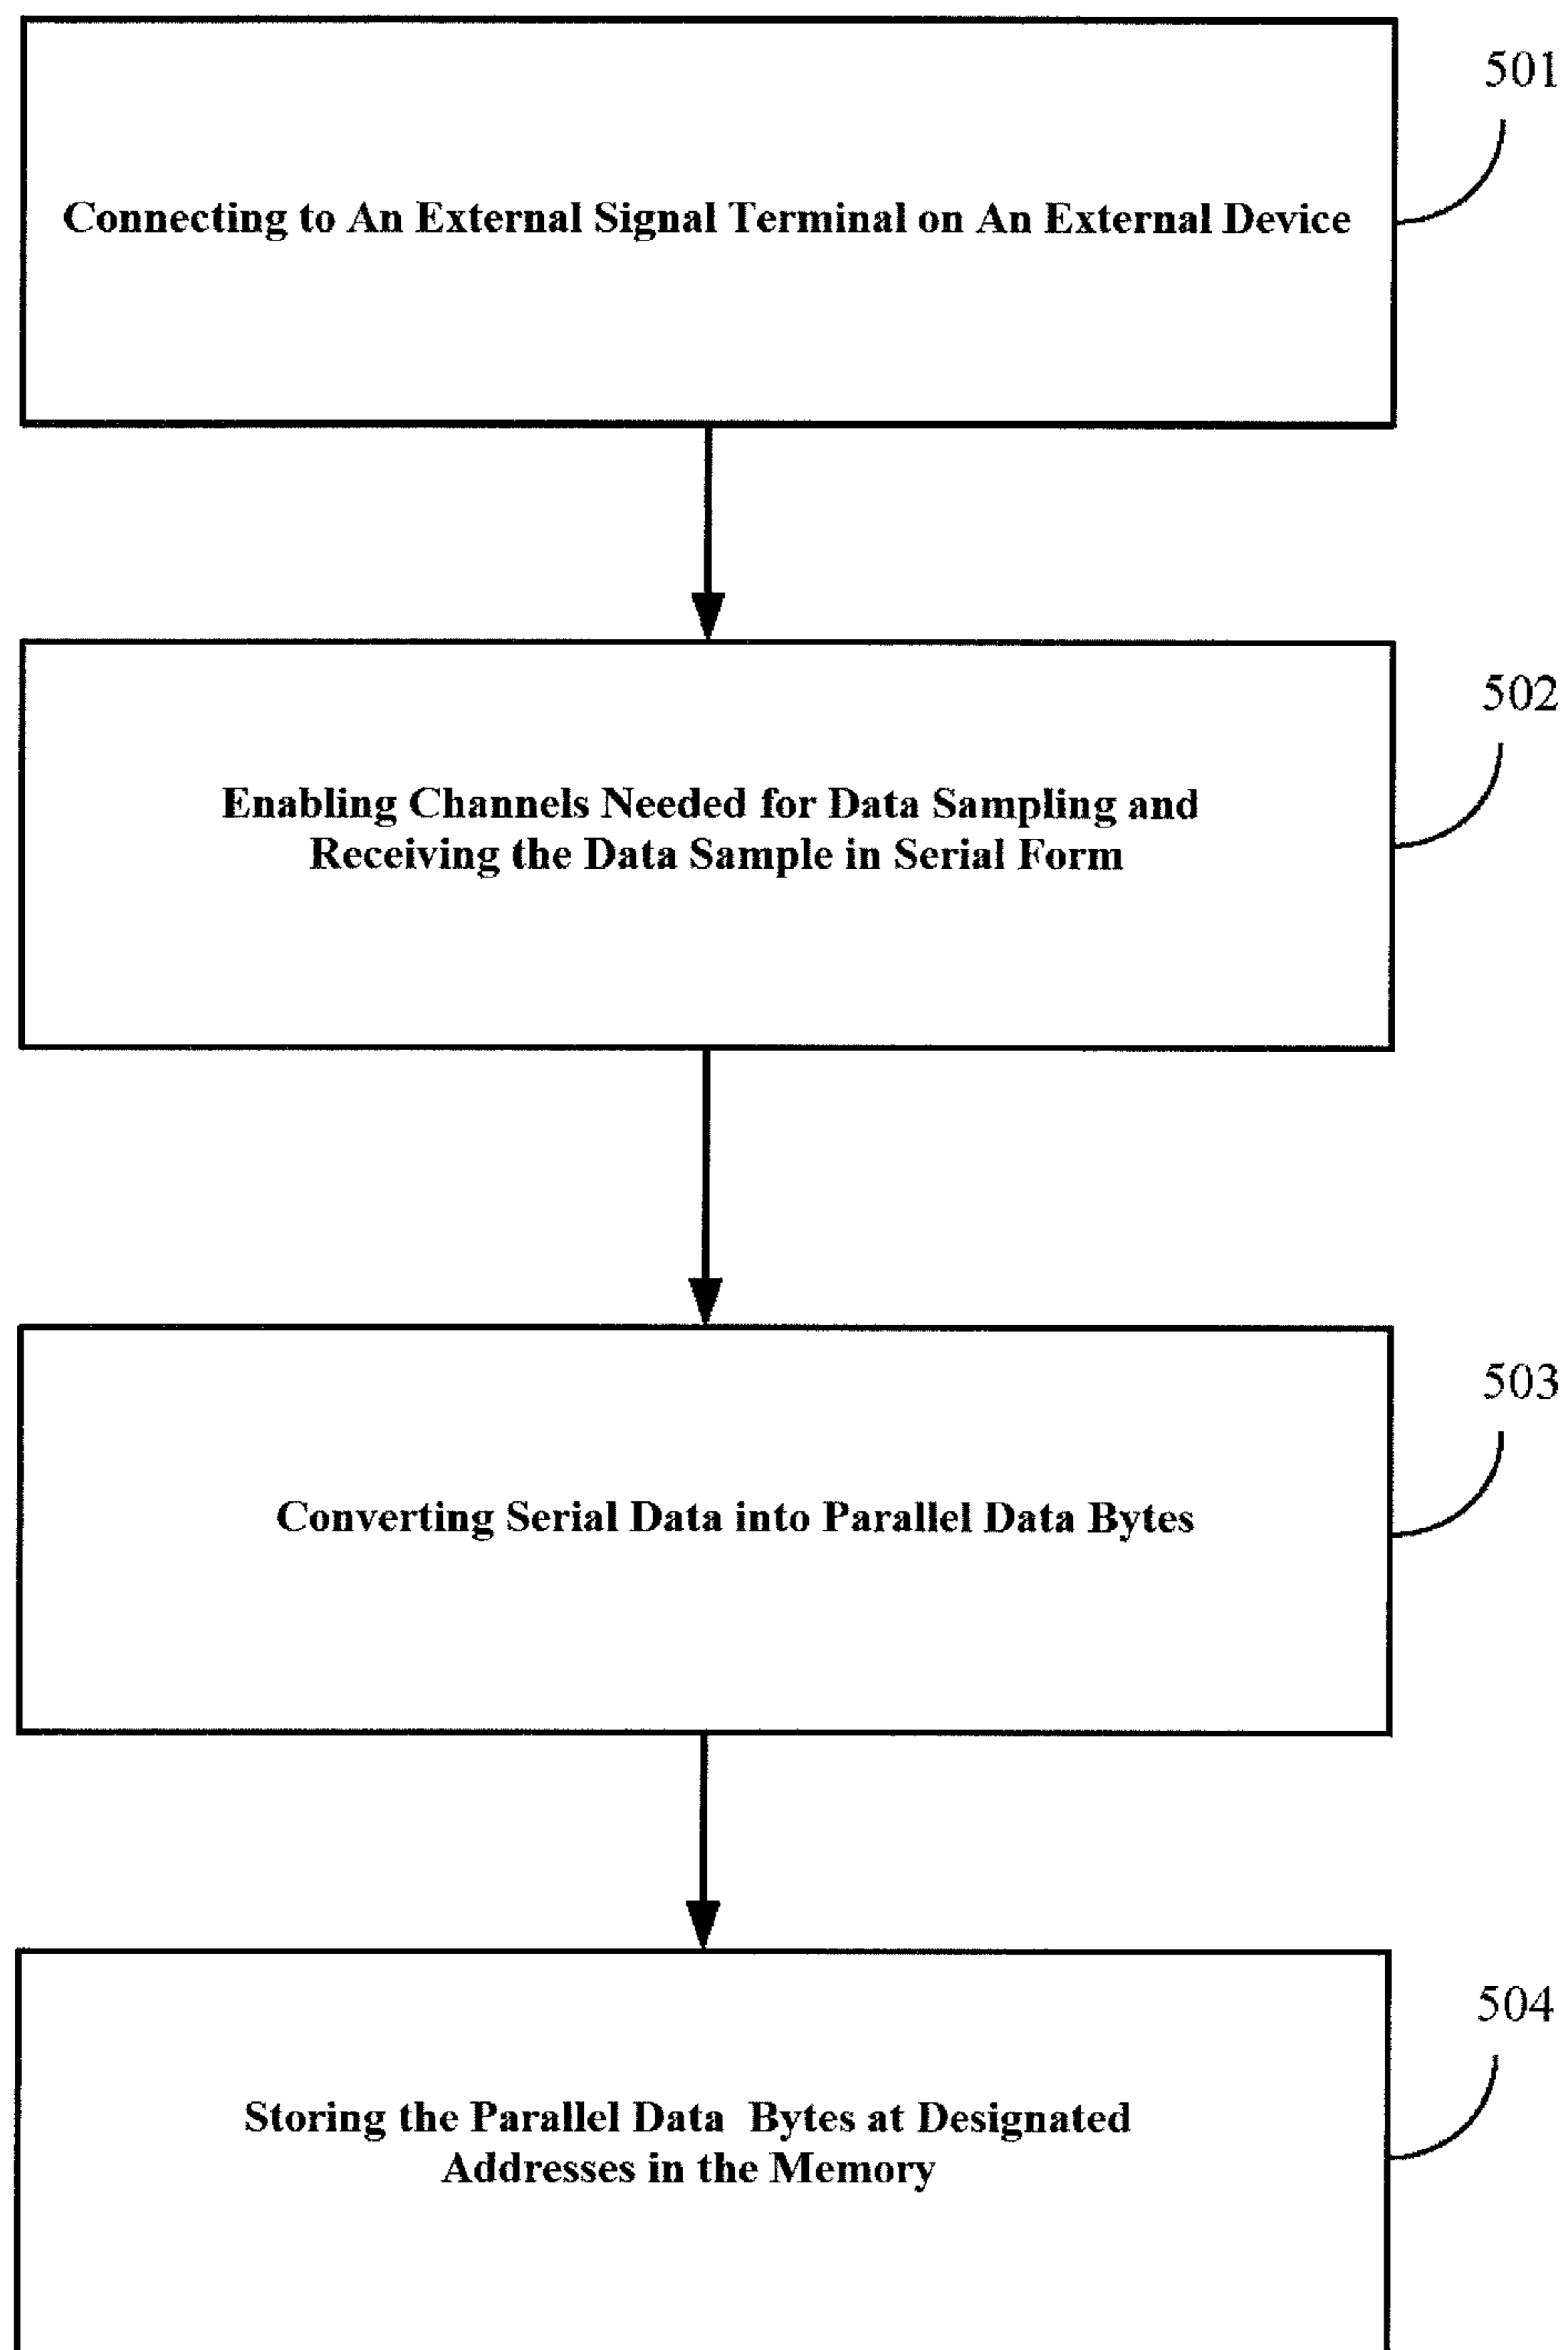 501
Connecting to An External Signal Terminal on An External Device
502
Enabling Channels Needed for Data Sampling and
Receiving the Data Sample in Serial Form
503
Converting Serial Data into Parallel Data Bytes
504
Storing the Parallel Data Bytes at Designated
Addresses in the Memory